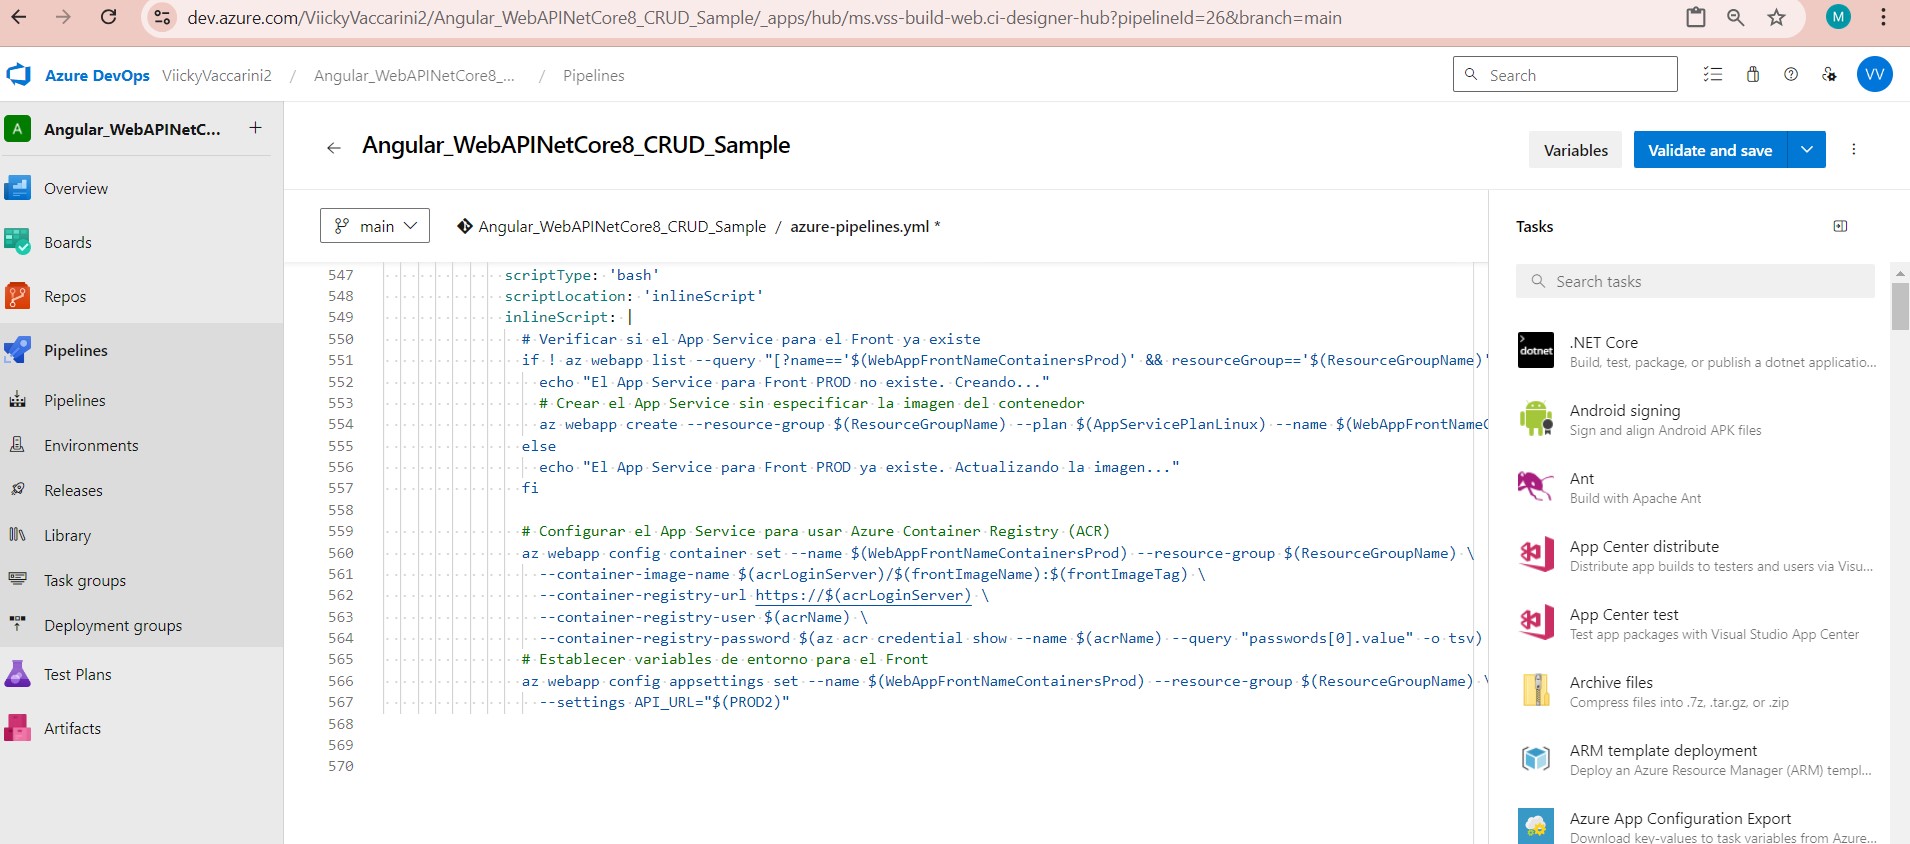 dev.azure.com/ViickyVaccarini2/Angular_WebAPINetCore8_CRUD_Sample/_apps/hub/ms.vss-build-web.ci-designer-hub?pipelineId=26&branch=main
M
Azure DevOps ViickyVaccarini2 / Angular_WebAPINetCore8_... / Pipelines
Search
VV
A Angular_WebAPINetC... +
Overview
Boards
Repos
Pipelines
Pipelines
Environments
Releases
Library
Task groups
Deployment groups
Test Plans
Artifacts
Angular_WebAPINetCore8_CRUD_Sample
Variables
Validate and save
main
Angular_WebAPINetCore8_CRUD_Sample / azure-pipelines.yml *
547 scriptType: 'bash'
548 scriptLocation: 'inlineScript'
549 inlineScript: |
550 # Verificar si el App Service para el Front ya existe
551 if ! az webapp list --query "[?name=='$(WebAppFrontNameContainersProd)' && resourceGroup=='$(ResourceGroupName)'
552 echo "El App Service para Front PROD no existe. Creando..."
553 # Crear el App Service sin especificar la imagen del contenedor
554 az webapp create --resource-group $(ResourceGroupName) --plan $(AppServicePlanLinux) --name $(WebAppFrontNameC
555 else
556 echo "El App Service para Front PROD ya existe. Actualizando la imagen..."
557 fi
558
559 # Configurar el App Service para usar Azure Container Registry (ACR)
560 az webapp config container set --name $(WebAppFrontNameContainersProd) --resource-group $(ResourceGroupName) \
561 --container-image-name $(acrLoginServer)/$(frontImageName):$(frontImageTag) \
562 --container-registry-url https://$(acrLoginServer) \
563 --container-registry-user $(acrName) \
564 --container-registry-password $(az acr credential show --name $(acrName) --query "passwords[0].value" -o tsv)
565 # Establecer variables de entorno para el Front
566 az webapp config appsettings set --name $(WebAppFrontNameContainersProd) --resource-group $(ResourceGroupName) \
567 --settings API_URL="$(PROD2)"
568
569
570
Tasks
Search tasks
dotnet
.NET Core
Build, test, package, or publish a dotnet applicatio...
Android signing
Sign and align Android APK files
Ant
Build with Apache Ant
App Center distribute
Distribute app builds to testers and users via Visu...
App Center test
Test app packages with Visual Studio App Center
Archive files
Compress files into .7z, .tar.gz, or .zip
ARM template deployment
Deploy an Azure Resource Manager (ARM) templ...
Azure App Configuration Export
Download key-values to task variables from Azure...